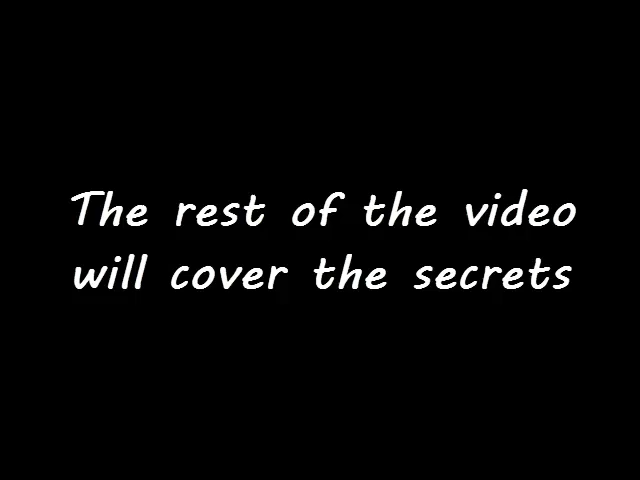 The rest of the video
will cover the secrets